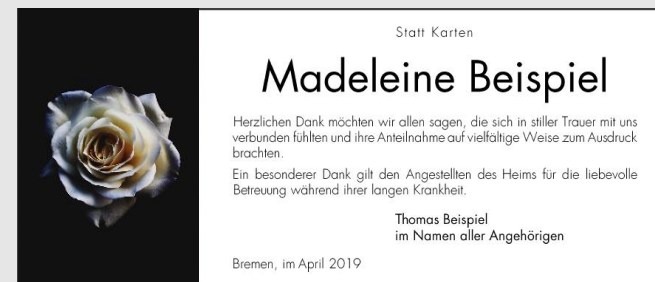 Statt Karten
Madeleine Beispiel
Herzlichen Dank möchten wir allen sagen, die sich in stiller Trauer mit uns
verbunden fühlten und ihre Anteilnahme auf vielfältige Weise zum Ausdruck
brachten.
Ein besonderer Dank gilt den Angestellten des Heims für die liebevolle
Betreuung während ihrer langen Krankheit.
Thomas Beispiel
im Namen aller Angehörigen
Bremen, im April 2019